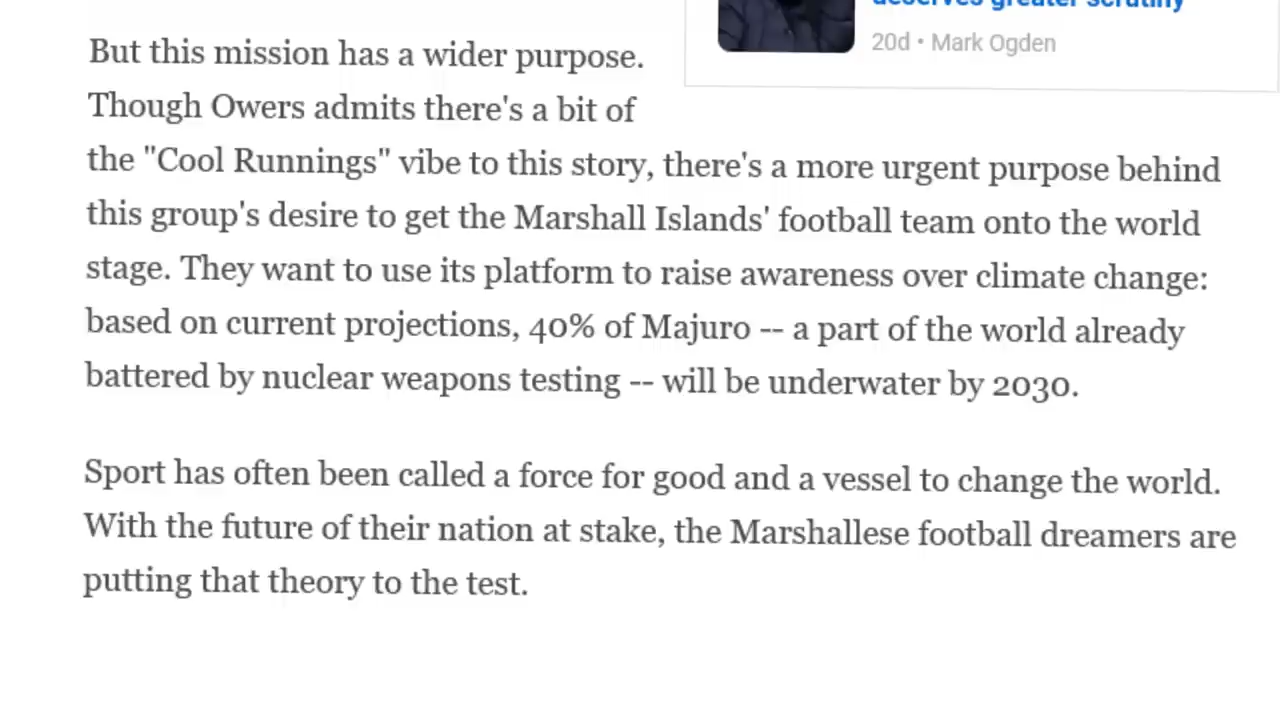 deserves greater scrutiny
20d • Mark Ogden
But this mission has a wider purpose.
Though Owers admits there's a bit of
the "Cool Runnings" vibe to this story, there's a more urgent purpose behind
this group's desire to get the Marshall Islands' football team onto the world
stage. They want to use its platform to raise awareness over climate change:
based on current projections, 40% of Majuro -- a part of the world already
battered by nuclear weapons testing -- will be underwater by 2030.
Sport has often been called a force for good and a vessel to change the world.
With the future of their nation at stake, the Marshallese football dreamers are
putting that theory to the test.